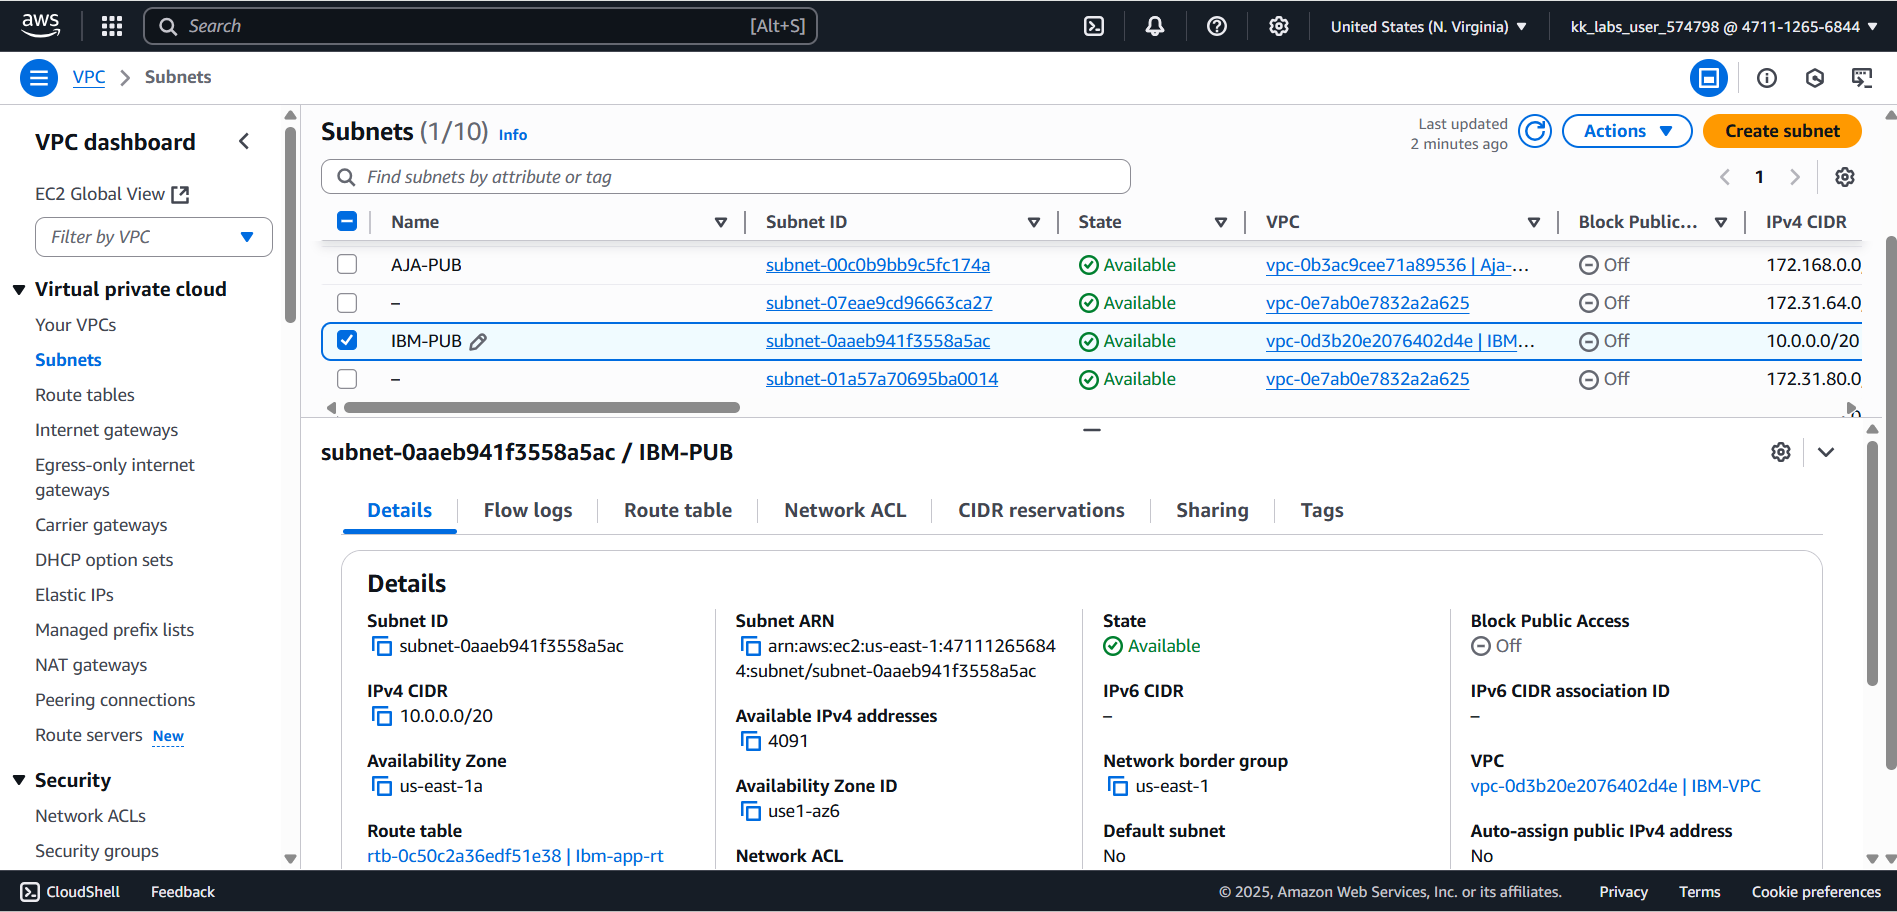 aws
Search [Alt+S]
United States (N. Virginia)
kk_labs_user_574798 @ 4711-1265-6844
VPC
Subnets
VPC dashboard
EC2 Global View
Filter by VPC
Virtual private cloud
Your VPCs
Subnets
Route tables
Internet gateways
Egress-only internet
gateways
Carrier gateways
DHCP option sets
Elastic IPs
Managed prefix lists
NAT gateways
Peering connections
Route servers New
Security
Network ACLs
Security groups
Subnets (1/10) Info
Last updated
2 minutes ago
Actions
Create subnet
Find subnets by attribute or tag
1
Name Subnet ID State VPC Block Public... IPv4 CIDR
AJA-PUB subnet-00c0b9bb9c5fc174a Available vpc-0b3ac9cee71a89536 | Aja-... Off 172.168.0.0
– subnet-07eae9cd96663ca27 Available vpc-0e7ab0e7832a2a625 Off 172.31.64.0
IBM-PUB subnet-0aaeb941f3558a5ac Available vpc-0d3b20e2076402d4e | IBM... Off 10.0.0.0/20
– subnet-01a57a70695ba0014 Available vpc-0e7ab0e7832a2a625 Off 172.31.80.0
subnet-0aaeb941f3558a5ac / IBM-PUB
Details Flow logs Route table Network ACL CIDR reservations Sharing Tags
Details
Subnet ID
subnet-0aaeb941f3558a5ac
IPv4 CIDR
10.0.0.0/20
Availability Zone
us-east-1a
Route table
rtb-0c50c2a36edf51e38 | Ibm-app-rt
Subnet ARN
arn:aws:ec2:us-east-1:47111265684
4:subnet/subnet-0aaeb941f3558a5ac
Available IPv4 addresses
4091
Availability Zone ID
use1-az6
Network ACL
State
Available
IPv6 CIDR
–
Network border group
us-east-1
Default subnet
No
Block Public Access
Off
IPv6 CIDR association ID
–
VPC
vpc-0d3b20e2076402d4e | IBM-VPC
Auto-assign public IPv4 address
No
CloudShell
Feedback
© 2025, Amazon Web Services, Inc. or its affiliates.
Privacy
Terms
Cookie preferences